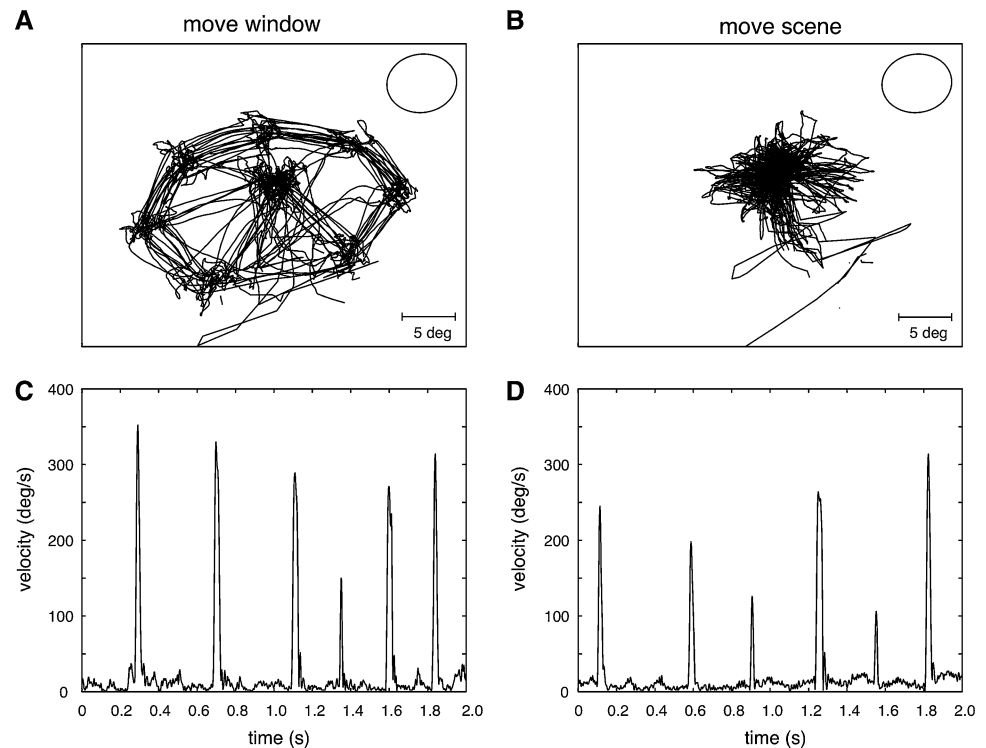 A move window
B move scene
5 deg
5 deg
C
D
400
300
200
100
0
velocity (deg/s)
0 0.2 0.4 0.6 0.8 1.0 1.2 1.4 1.6 1.8 2.0
time (s)
400
300
200
100
0
velocity (deg/s)
0 0.2 0.4 0.6 0.8 1.0 1.2 1.4 1.6 1.8 2.0
time (s)